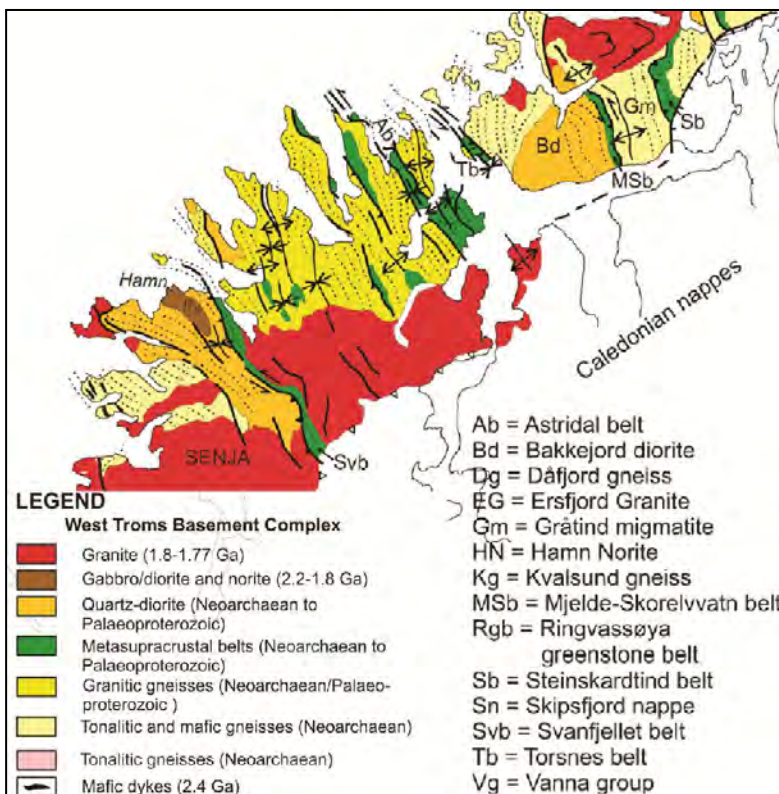 Ab
Gm
Sb
Bd
Tb
MSb
Hamn
Caledonian nappes
SENJA
Svb
LEGEND
West Troms Basement Complex
Granite (1.8-1.77 Ga)
Gabbro/diorite and norite (2.2-1.8 Ga)
Quartz-diorite (Neoarchaean to
Palaeoproterozoic)
Metasupracrustal belts (Neoarchaean to
Palaeoproterozoic)
Granitic gneisses (Neoarchaean/Palaeo-
proterozoic )
Tonalitic and mafic gneisses (Neoarchaean)
Tonalitic gneisses (Neoarchaean)
Mafic dykes (2.4 Ga)
Ab = Astridal belt
Bd = Bakkejord diorite
Dg = Dåfjord gneiss
EG = Ersfjord Granite
Gm = Gråtind migmatite
HN = Hamn Norite
Kg = Kvalsund gneiss
MSb = Mjelde-Skorelvvatn belt
Rgb = Ringvassøya
greenstone belt
Sb = Steinskardtind belt
Sn = Skipsfjord nappe
Svb = Svanfjellet belt
Tb = Torsnes belt
Vg = Vanna group